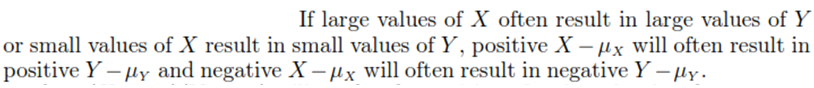 If large values of X often result in large values of Y
or small values of X result in small values of Y, positive X − μX will often result in
positive Y − μY and negative X − μX will often result in negative Y − μY.